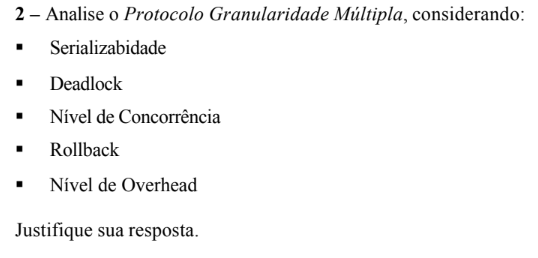 2 – Analise o Protocolo Granularidade Múltipla, considerando:
▪ Serializabidade
▪ Deadlock
▪ Nível de Concorrência
▪ Rollback
▪ Nível de Overhead
Justifique sua resposta.